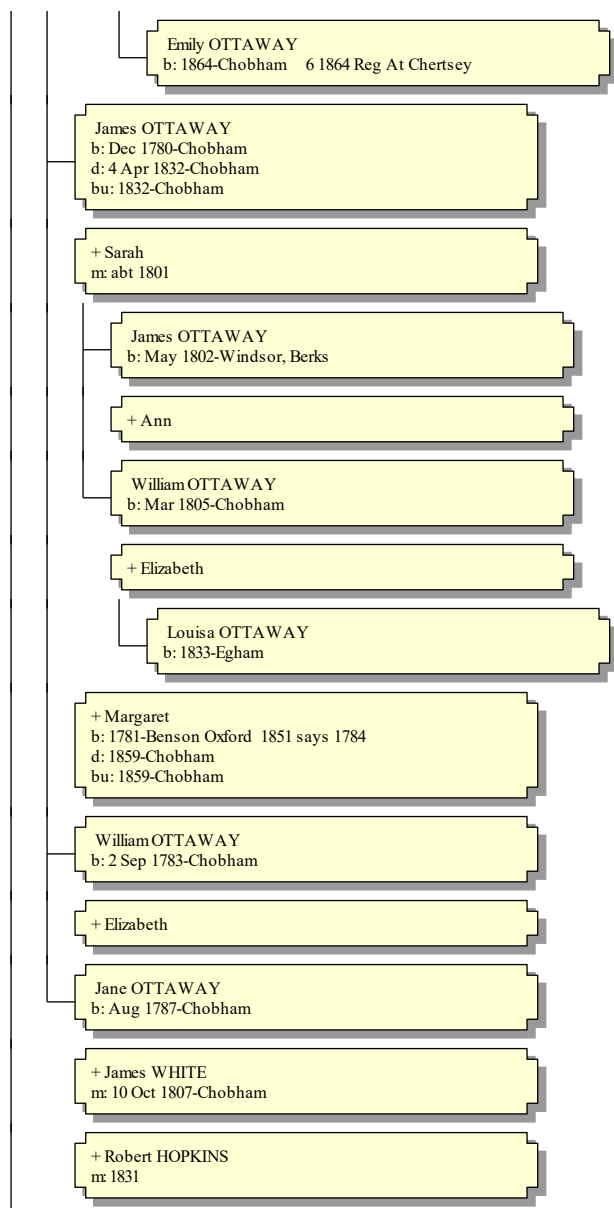 Emily OTTAWAY
b: 1864-Chobham 6 1864 Reg At Chertsey
James OTTAWAY
b: Dec 1780-Chobham
d: 4 Apr 1832-Chobham
bu: 1832-Chobham
+ Sarah
m: abt 1801
James OTTAWAY
b: May 1802-Windsor, Berks
+ Ann
William OTTAWAY
b: Mar 1805-Chobham
+ Elizabeth
Louisa OTTAWAY
b: 1833-Egham
+ Margaret
b: 1781-Benson Oxford 1851 says 1784
d: 1859-Chobham
bu: 1859-Chobham
William OTTAWAY
b: 2 Sep 1783-Chobham
+ Elizabeth
Jane OTTAWAY
b: Aug 1787-Chobham
+ James WHITE
m: 10 Oct 1807-Chobham
+ Robert HOPKINS
m: 1831